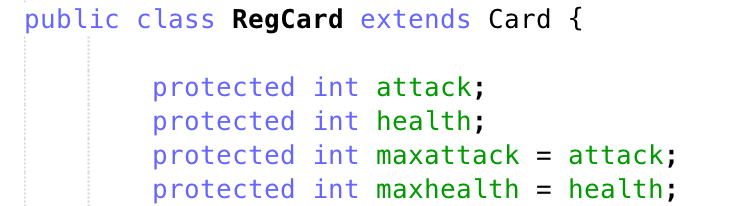 public class RegCard extends Card {
protected int attack;
protected int health;
protected int maxattack = attack;
protected int maxhealth = health;